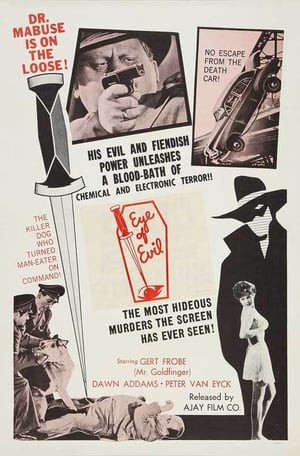 DR.
MABUSE
IS ON
THE
LOOSE!
NO ESCAPE
FROM THE
DEATH
CAR!
HIS EVIL AND FIENDISH
POWER UNLEASHES
A BLOOD-BATH OF
CHEMICAL AND ELECTRONIC TERROR!!
THE
KILLER
DOG
WHO
TURNED
MAN-EATER
ON
COMMAND!
Eye
of
Evil
THE MOST HIDEOUS
MURDERS THE SCREEN
HAS EVER SEEN!
Starring GERT FROBE
(Mr. Goldfinger)
DAWN ADDAMS • PETER VAN EYCK
Released by
AJAY FILM CO.